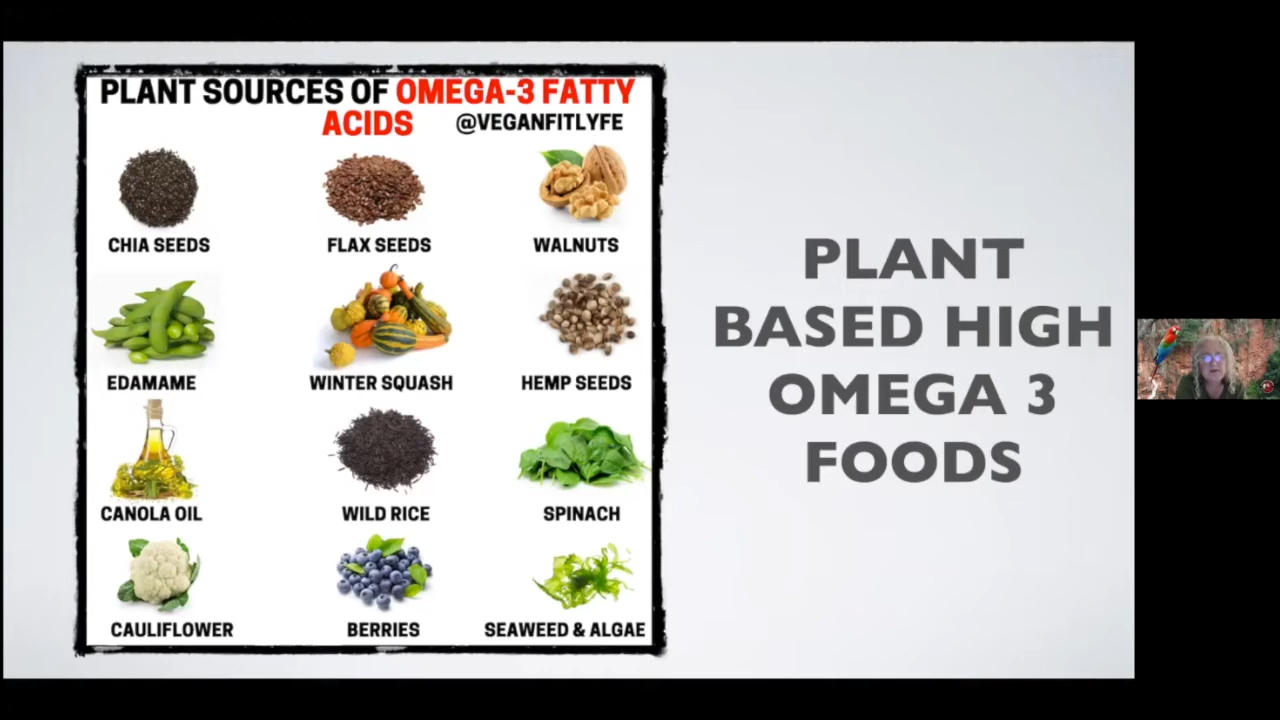 PLANT SOURCES OF OMEGA-3 FATTY
ACIDS @VEGANFITLYFE
CHIA SEEDS
FLAX SEEDS
WALNUTS
EDAMAME
WINTER SQUASH
HEMP SEEDS
CANOLA OIL
WILD RICE
SPINACH
CAULIFLOWER
BERRIES
SEAWEED & ALGAE
PLANT
BASED HIGH
OMEGA 3
FOODS